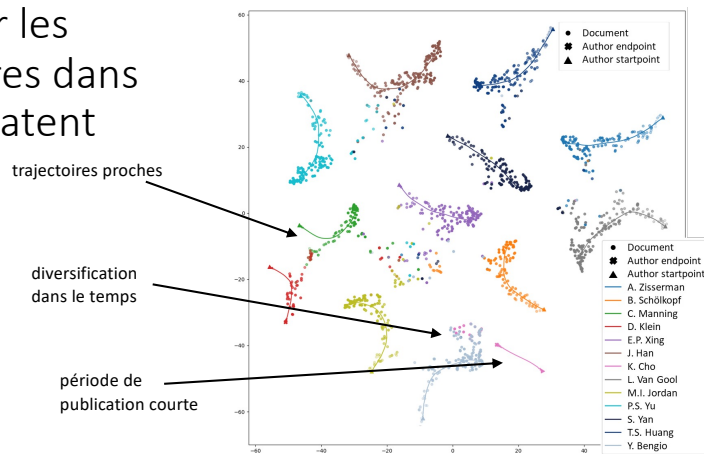 r les
res dans
atent
trajectoires proches
diversification
dans le temps
période de
publication courte
60
40
20
0
−20
−40
−60
−60
−40
−20
0
20
40
Document
Author endpoint
Author startpoint
Document
Author endpoint
Author startpoint
A. Zisserman
B. Schölkopf
C. Manning
D. Klein
E.P. Xing
J. Han
K. Cho
L. Van Gool
M.I. Jordan
P.S. Yu
S. Yan
T.S. Huang
Y. Bengio